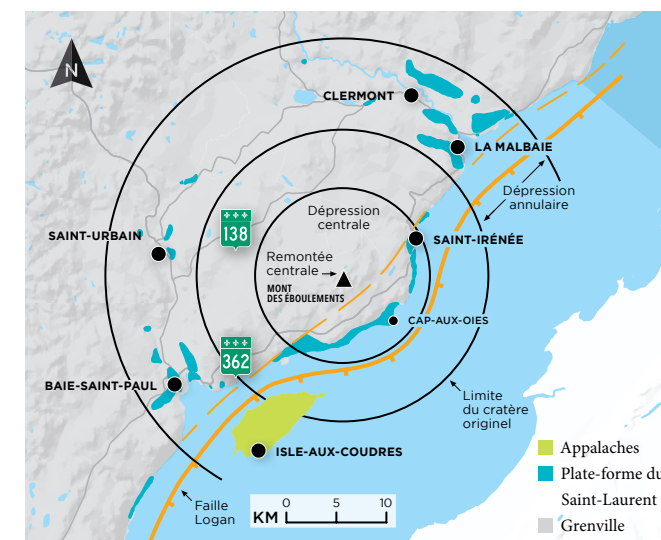 N
CLERMONT
LA MALBAIE
Dépression
annulaire
Dépression
centrale
138
SAINT-URBAIN
SAINT-IRÉNÉE
Remontée
centrale
MONT
DES ÉBOULEMENTS
CAP-AUX-OIES
362
BAIE-SAINT-PAUL
Limite
du cratère
originel
ISLE-AUX-COUDRES
Appalaches
Plate-forme du
Saint-Laurent
Grenville
Faille
Logan
0 5 10
KM